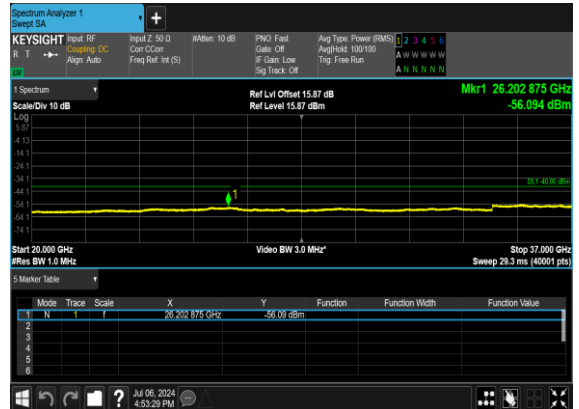 Spectrum Analyzer 1
Swept SA
KEYSIGHT Input: RF Input Z: 50 Ω #Atten: 10 dB PNO: Fast Avg Type: Power (RMS) 1 2 3 4 5 6
R T Coupling: DC Corr CCorr Gate: Off Avg|Hold: 100/100 A W W W W W
Align: Auto Freq Ref: Int (S) IF Gain: Low Trig: Free Run
LW Sig Track: Off A N N N N N
1 Spectrum Ref Lvl Offset 15.87 dB Mkr1 26.202 875 GHz
Scale/Div 10 dB Ref Level 15.87 dBm -56.094 dBm
Log
5.87
-4.13
-14.1
-24.1
-34.1
DL1 -40.00 dBm
-44.1
1
-54.1
-64.1
-74.1
Start 20.000 GHz Video BW 3.0 MHz* Stop 37.000 GHz
#Res BW 1.0 MHz Sweep 29.3 ms (40001 pts)
5 Marker Table
Mode Trace Scale X Y Function Function Width Function Value
1 N 1 f 26.202 875 GHz -56.09 dBm
2
3
4
5
6
? Jul 06, 2024
4:53:29 PM